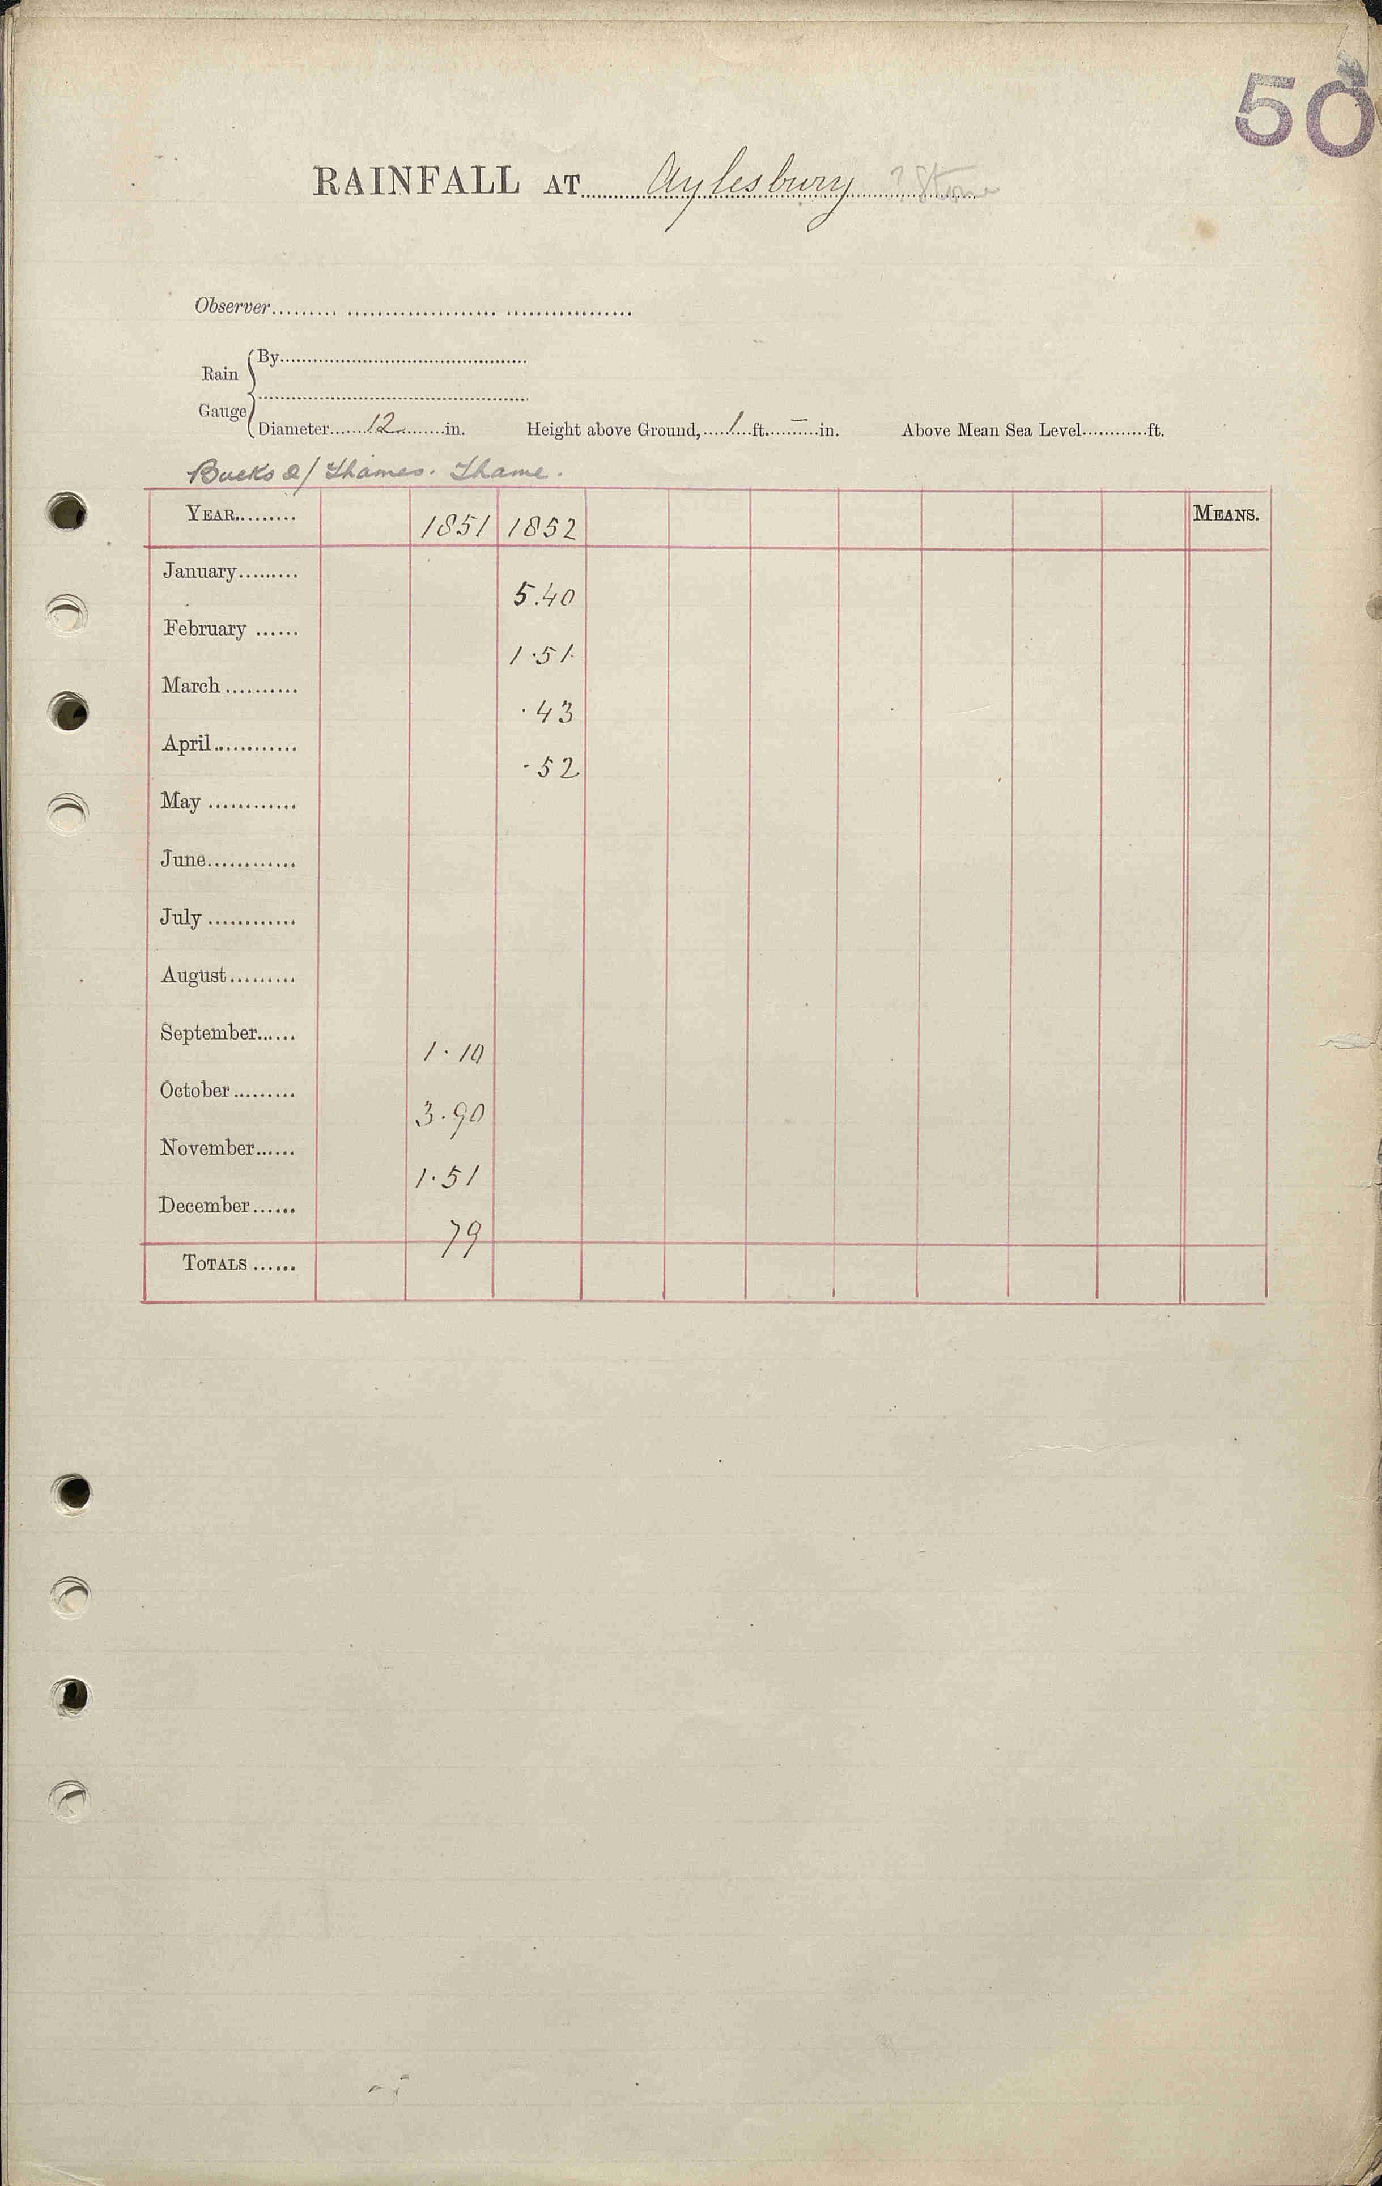 50
RAINFALL AT Aylesbury ? Stone
Observer
Rain Gauge { By
Diameter 12 in. Height above Ground, 1 ft. – in. Above Mean Sea Level ft.
Bucks a/ Thames. Thame.
YEAR 1851 1852 MEANS.
January 5.40
February 1.51
March .43
April .52
May
June
July
August
September 1.10
October 3.90
November 1.51
December 79
TOTALS